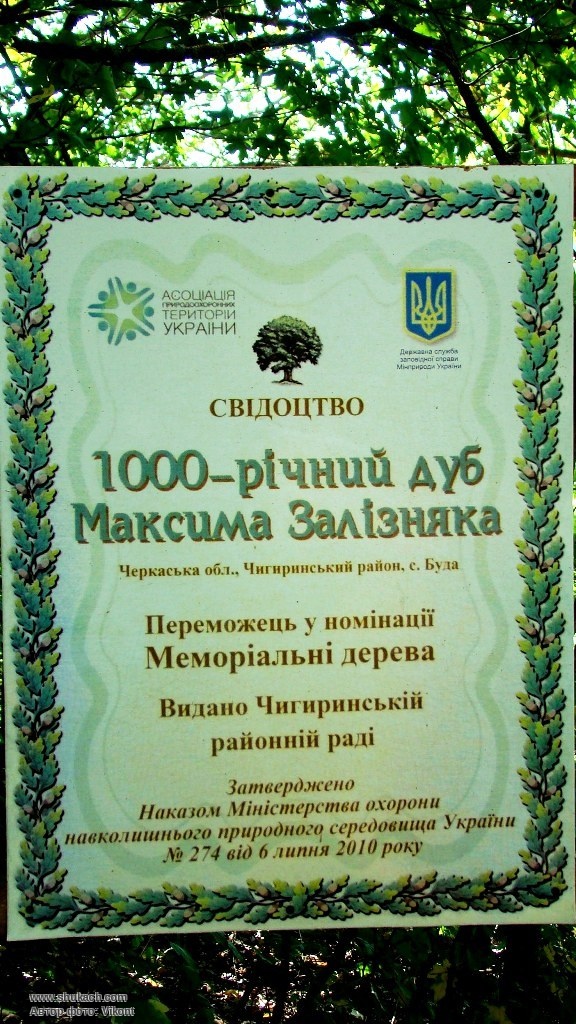 АСОЦІАЦІЯ
ПРИРОДООХОРОННИХ
ТЕРИТОРІЙ
УКРАЇНИ
Державна служба
заповідної справи
Мінприроди України
СВІДОЦТВО
1000-річний дуб
Максима Залізняка
Черкаська обл., Чигиринський район, с. Буда
Переможець у номінації
Меморіальні дерева
Видано Чигиринській
районній раді
Затверджено
Наказом Міністерства охорони
навколишнього природного середовища України
№ 274 від 6 липня 2010 року
www.shukach.com
Автор фото: Vikont